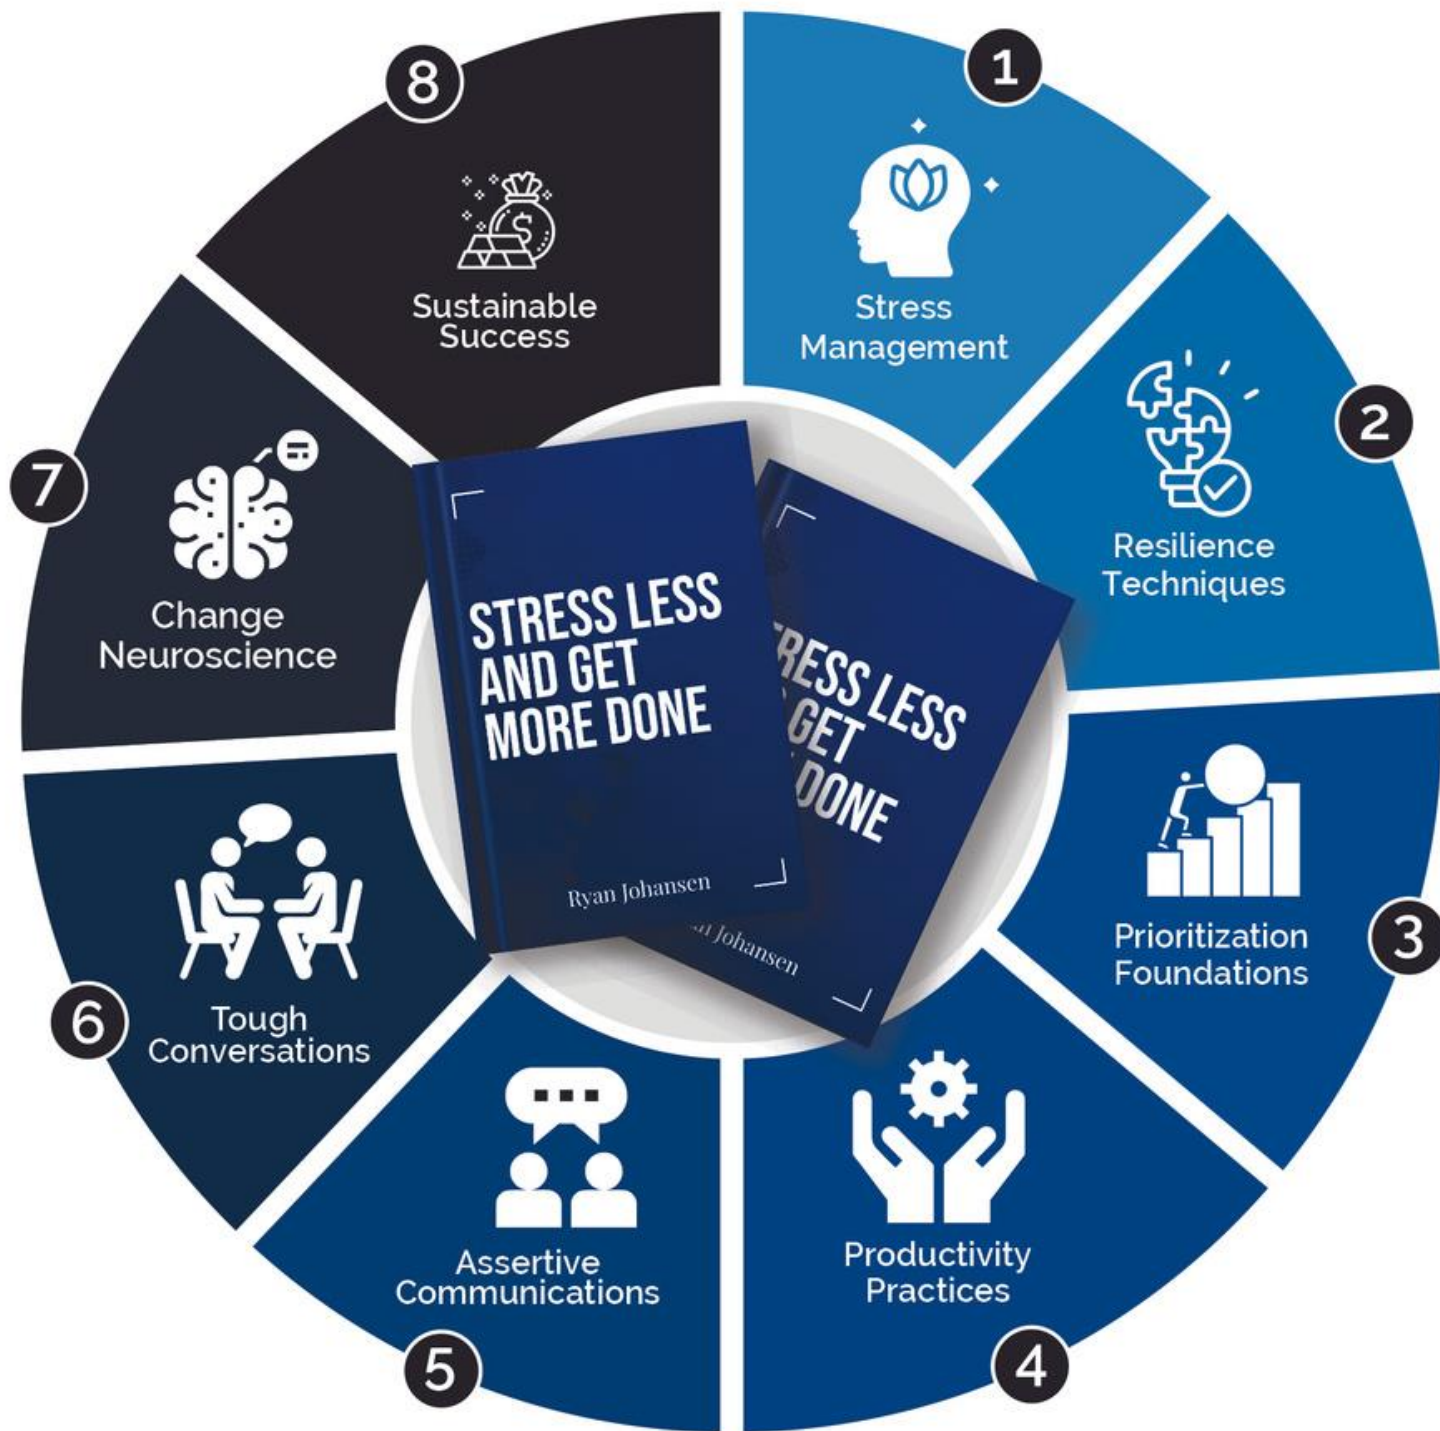 1
Stress
Management
2
Resilience
Techniques
3
Prioritization
Foundations
4
Productivity
Practices
5
Assertive
Communications
6
Tough
Conversations
7
Change
Neuroscience
8
Sustainable
Success
$
STRESS LESS
AND GET
MORE DONE
Ryan Johansen
LESS
GET
DONE
Johansen